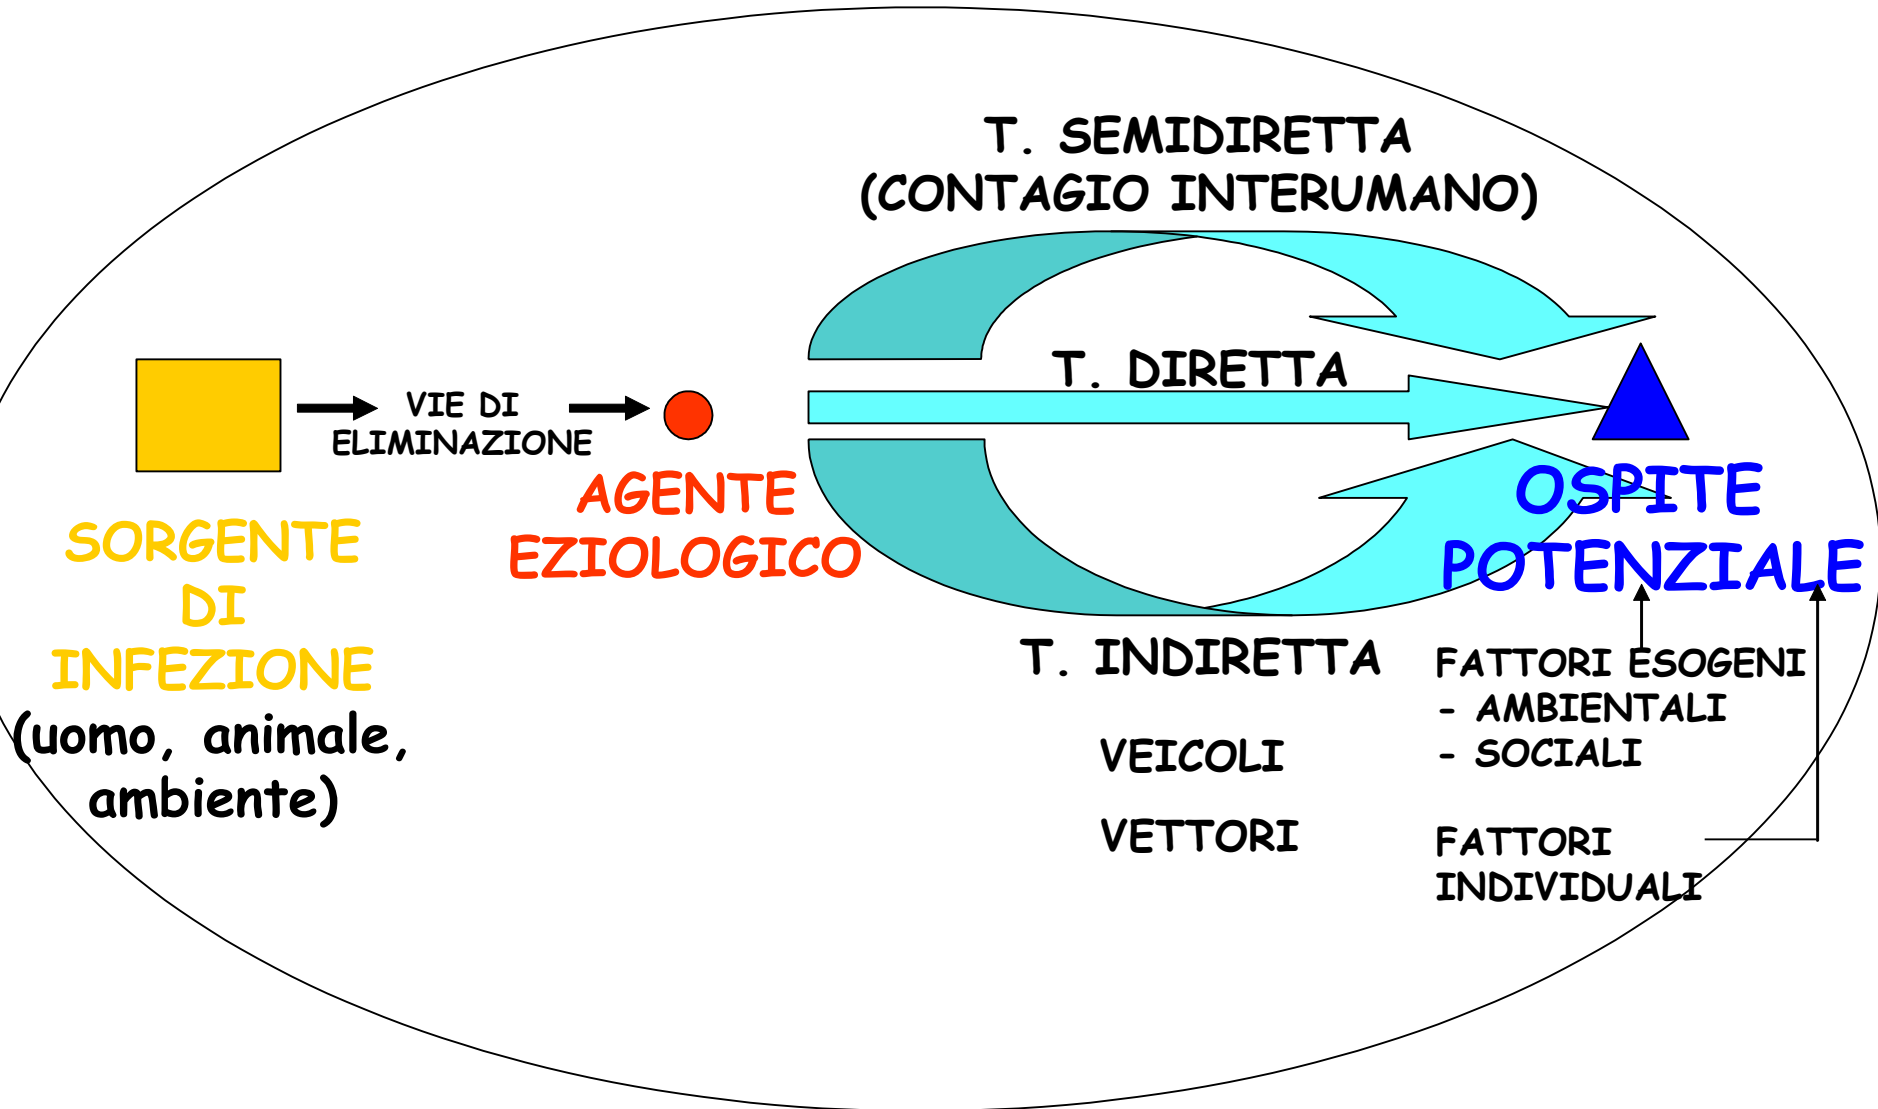 T. SEMIDIRETTA
(CONTAGIO INTERUMANO)
T. DIRETTA
VIE DI
ELIMINAZIONE
AGENTE
EZIOLOGICO
SORGENTE
DI
INFEZIONE
(uomo, animale,
ambiente)
OSPITE
POTENZIALE
T. INDIRETTA
VEICOLI
VETTORI
FATTORI ESOGENI
- AMBIENTALI
- SOCIALI
FATTORI
INDIVIDUALI